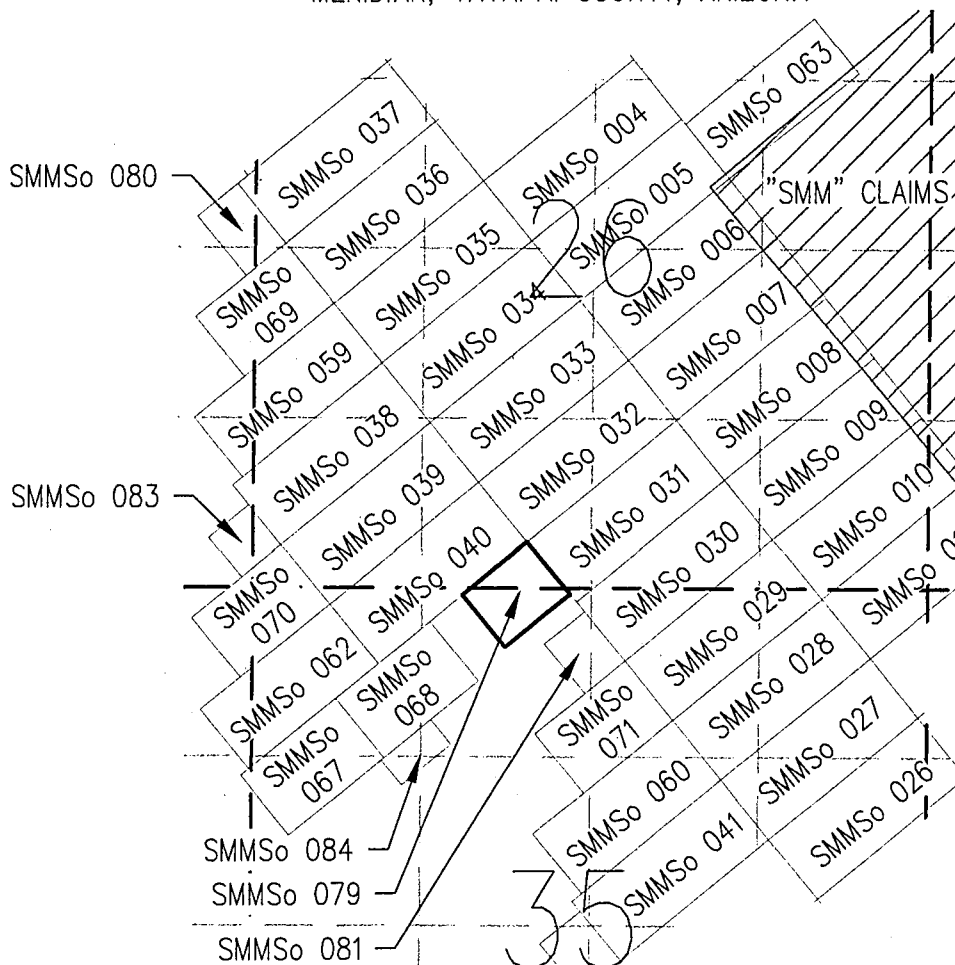 SMMSo 063
SMMSo 037
SMMSo 004
SMMSo 080
SMMSo 036
SMMSo 005
"SMM" CLAIMS
26
SMMSo 035
SMMSo 006
SMMSo
069
SMMSo 034
SMMSo 007
SMMSo 059
SMMSo 033
SMMSo 008
SMMSo 038
SMMSo 032
SMMSo 009
SMMSo 083
SMMSo 039
SMMSo 031
SMMSo 010
SMMSo 040
SMMSo 030
SMMSo
070
SMMSo 029
SMMSo 062
SMMSo
068
SMMSo 028
SMMSo
071
SMMSo
067
SMMSo 027
SMMSo 060
SMMSo 026
SMMSo 084
SMMSo 041
SMMSo 079
35
SMMSo 081